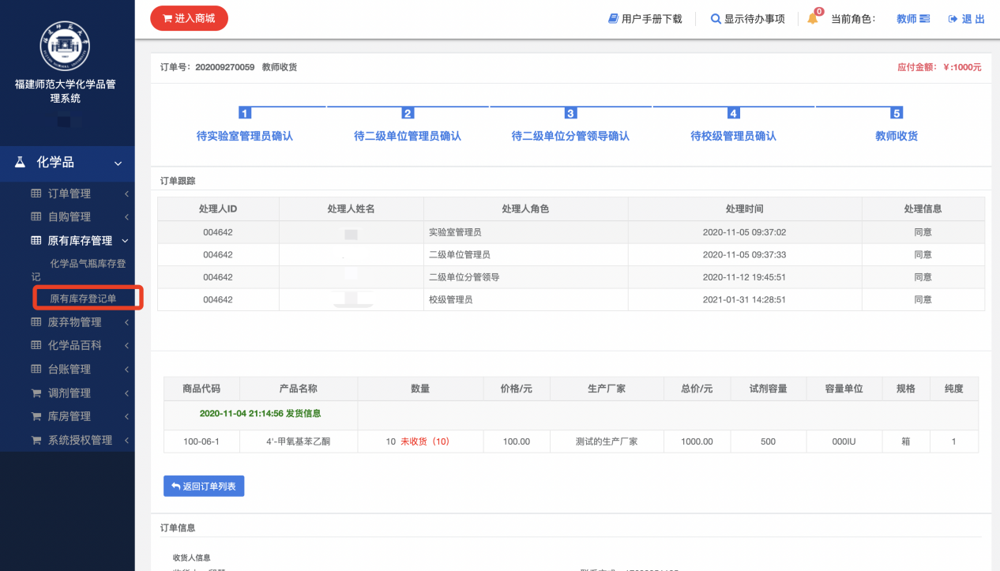 进入商城
用户手册下载
显示待办事项
0
当前角色：
教师
退 出
福建师范大学化学品管
理系统
化学品
订单管理
自购管理
原有库存管理
化学品气瓶库存登
记
原有库存登记单
废弃物管理
化学品百科
台账管理
调剂管理
库房管理
系统授权管理
订单号：202009270059 教师收货
应付金额：￥:1000元
1 2 3 4 5
待实验室管理员确认 待二级单位管理员确认 待二级单位分管领导确认 待校级管理员确认 教师收货
订单跟踪
处理人ID 处理人姓名 处理人角色 处理时间 处理信息
004642 实验室管理员 2020-11-05 09:37:02 同意
004642 二级单位管理员 2020-11-05 09:37:33 同意
004642 二级单位分管领导 2020-11-12 19:45:51 同意
004642 校级管理员 2021-01-31 14:28:51 同意
商品代码 产品名称 数量 价格/元 生产厂家 总价/元 试剂容量 容量单位 规格 纯度
2020-11-04 21:14:56 发货信息
100-06-1 4'-甲氧基苯乙酮 10 未收货（10） 100.00 测试的生产厂家 1000.00 500 000IU 箱 1
返回订单列表
订单信息
收货人信息